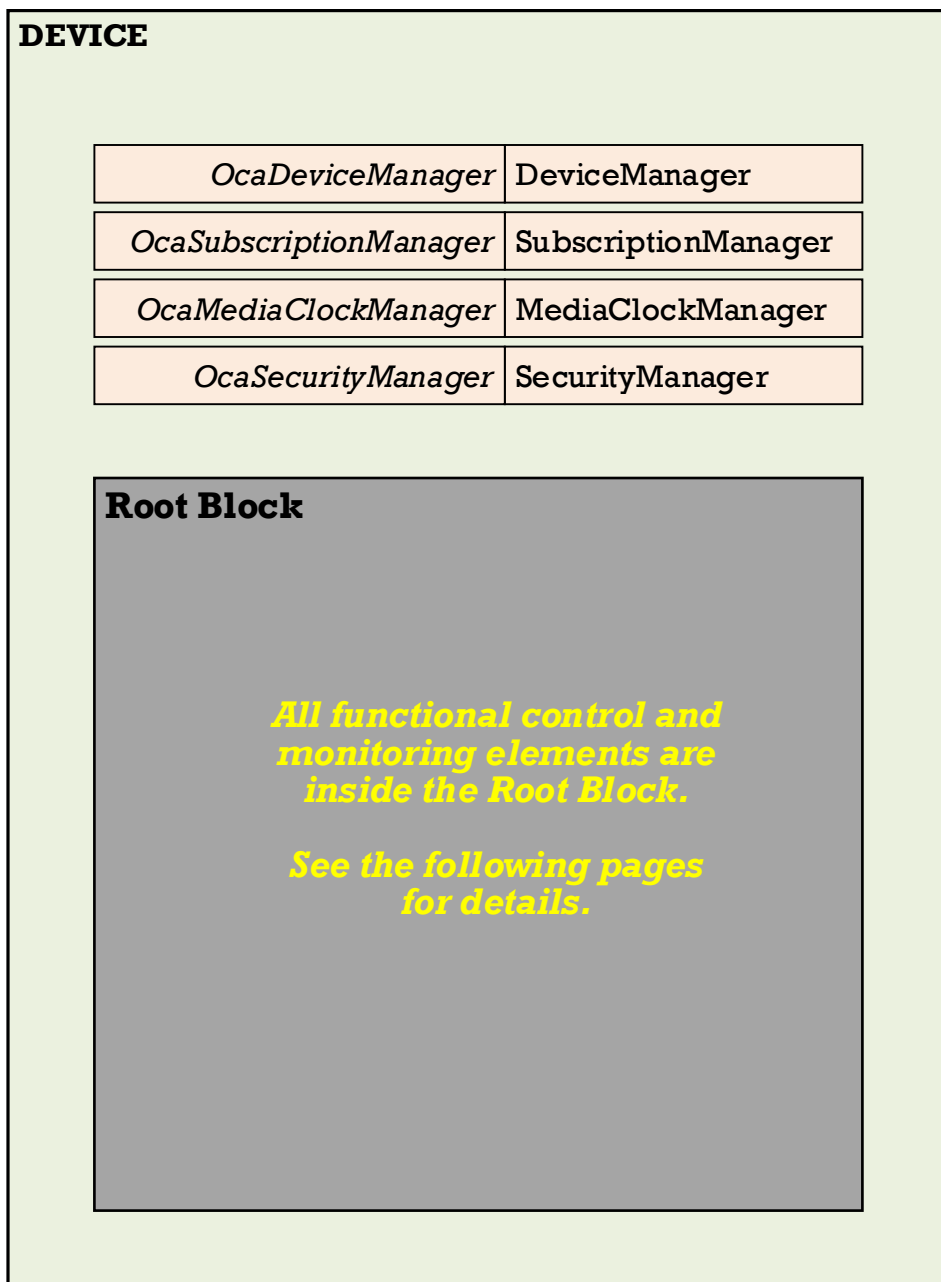 DEVICE
OcaDeviceManager DeviceManager
OcaSubscriptionManager SubscriptionManager
OcaMediaClockManager MediaClockManager
OcaSecurityManager SecurityManager
Root Block
All functional control and
monitoring elements are
inside the Root Block.
See the following pages
for details.